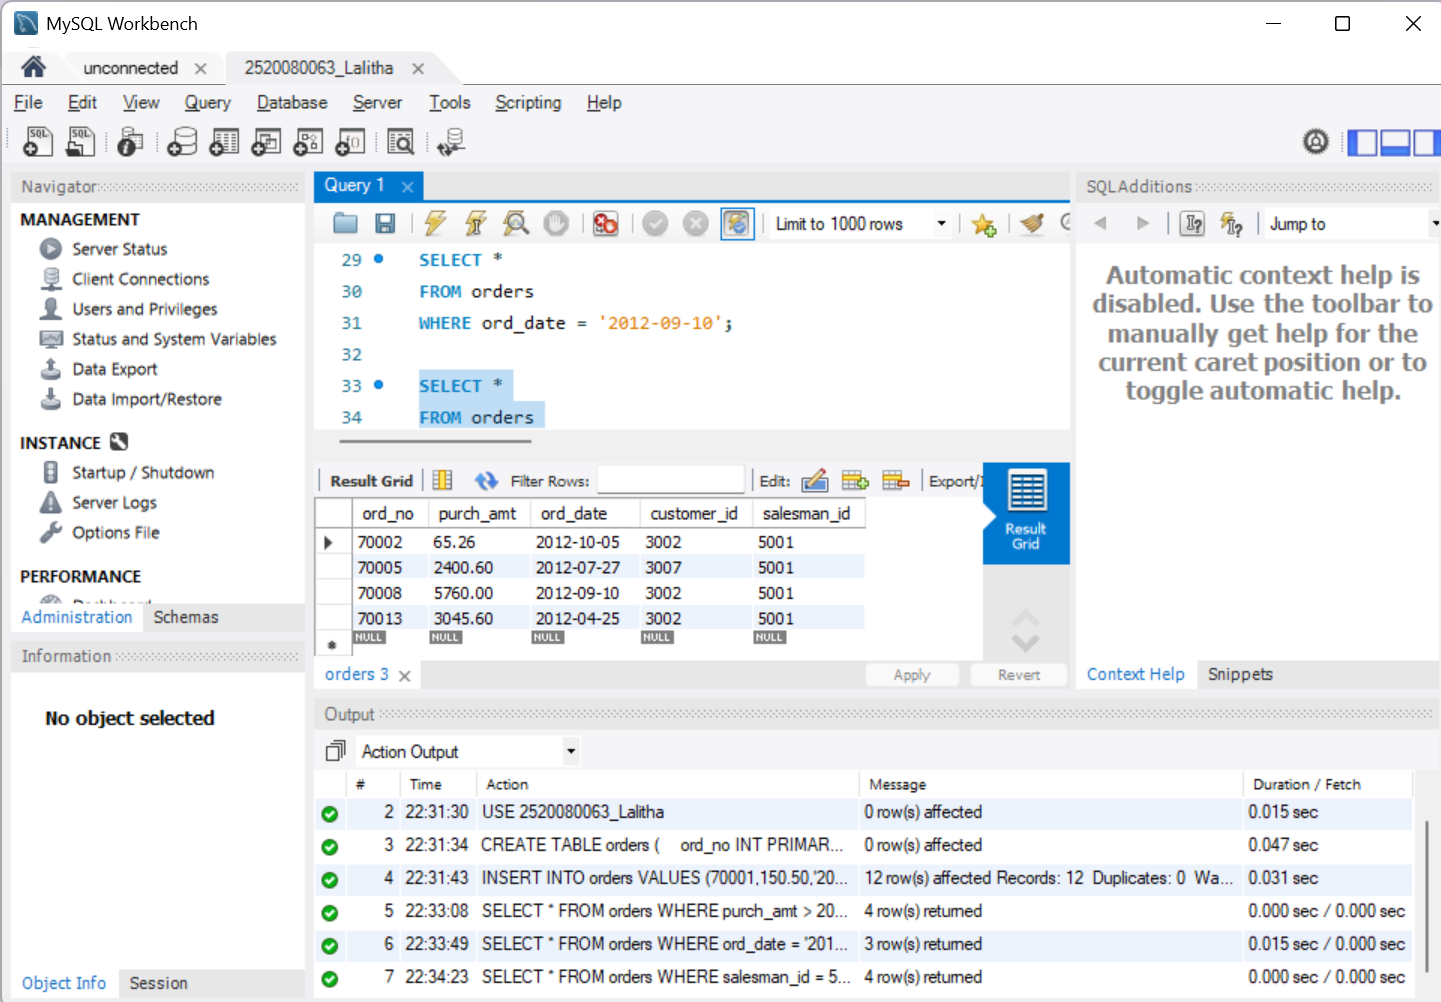 MySQL Workbench
unconnected
2520080063_Lalitha
File Edit View Query Database Server Tools Scripting Help
Navigator
MANAGEMENT
Server Status
Client Connections
Users and Privileges
Status and System Variables
Data Export
Data Import/Restore
INSTANCE
Startup / Shutdown
Server Logs
Options File
PERFORMANCE
Administration Schemas
Information
No object selected
Object Info Session
Query 1
Limit to 1000 rows
29 SELECT *
30 FROM orders
31 WHERE ord_date = '2012-09-10';
32
33 SELECT *
34 FROM orders
Result Grid Filter Rows: Edit: Export/I
ord_no purch_amt ord_date customer_id salesman_id
70002 65.26 2012-10-05 3002 5001
70005 2400.60 2012-07-27 3007 5001
70008 5760.00 2012-09-10 3002 5001
70013 3045.60 2012-04-25 3002 5001
NULL NULL NULL NULL NULL
Result
Grid
orders 3
Apply Revert
SQLAdditions
Jump to
Automatic context help is
disabled. Use the toolbar to
manually get help for the
current caret position or to
toggle automatic help.
Context Help Snippets
Output
Action Output
# Time Action Message Duration / Fetch
2 22:31:30 USE 2520080063_Lalitha 0 row(s) affected 0.015 sec
3 22:31:34 CREATE TABLE orders ( ord_no INT PRIMAR... 0 row(s) affected 0.047 sec
4 22:31:43 INSERT INTO orders VALUES (70001,150.50,'20... 12 row(s) affected Records: 12 Duplicates: 0 Wa... 0.031 sec
5 22:33:08 SELECT * FROM orders WHERE purch_amt > 20... 4 row(s) returned 0.000 sec / 0.000 sec
6 22:33:49 SELECT * FROM orders WHERE ord_date = '201... 3 row(s) returned 0.015 sec / 0.000 sec
7 22:34:23 SELECT * FROM orders WHERE salesman_id = 5... 4 row(s) returned 0.000 sec / 0.000 sec